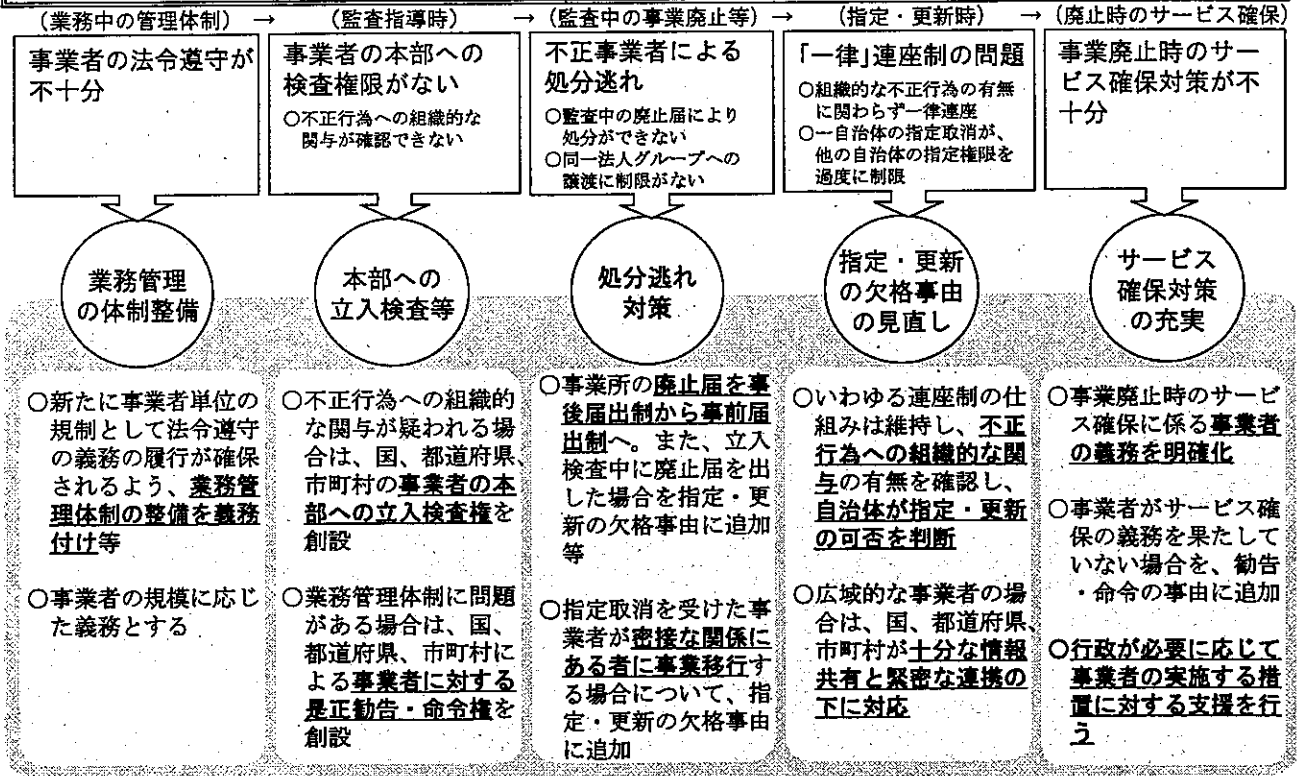 （業務中の管理体制） → （監査指導時） → （監査中の事業廃止等）→ （指定・更新時） → （廃止時のサービス確保）
事業者の法令遵守が
不十分
事業者の本部への
検査権限がない
○不正行為への組織的な
関与が確認できない
不正事業者による
処分逃れ
○監査中の廃止届により
処分ができない
○同一法人グループへの
譲渡に制限がない
「一律」連座制の問題
○組織的な不正行為の有無
に関わらず一律連座
○一自治体の指定取消が、
他の自治体の指定権限を
過度に制限
事業廃止時のサー
ビス確保対策が不
十分
業務管理
の体制整備
本部への
立入検査等
処分逃れ
対策
指定・更新
の欠格事由
の見直し
サービス
確保対策
の充実
○新たに事業者単位の
規制として法令遵守
の義務の履行が確保
されるよう、業務管
理体制の整備を義務
付け等
○事業者の規模に応じ
た義務とする
○不正行為への組織的
な関与が疑われる場
合は、国、都道府県、
市町村の事業者の本
部への立入検査権を
創設
○業務管理体制に問題
がある場合は、国、
都道府県、市町村に
よる事業者に対する
是正勧告・命令権を
創設
○事業所の廃止届を事
後届出制から事前届
出制へ。また、立入
検査中に廃止届を出
した場合を指定・更
新の欠格事由に追加
等
○指定取消を受けた事
業者が密接な関係に
ある者に事業移行す
る場合について、指
定・更新の欠格事由
に追加
○いわゆる連座制の仕
組みは維持し、不正
行為への組織的な関
与の有無を確認し、
自治体が指定・更新
の可否を判断
○広域的な事業者の場
合は、国、都道府県、
市町村が十分な情報
共有と緊密な連携の
下に対応
○事業廃止時のサービ
ス確保に係る事業者
の義務を明確化
○事業者がサービス確
保の義務を果たして
いない場合を、勧告
・命令の事由に追加
○行政が必要に応じて
事業者の実施する措
置に対する支援を行
う